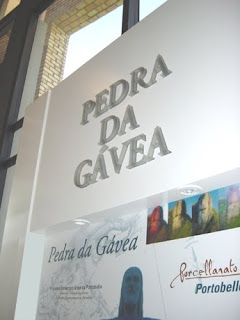 PEDRA
DA
GÁVEA
Pedra da Gávea
Porcellanato
Portobello